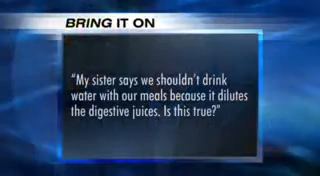 BRING IT ON
“My sister says we shouldn’t drink
water with our meals because it dilutes
the digestive juices. Is this true?”